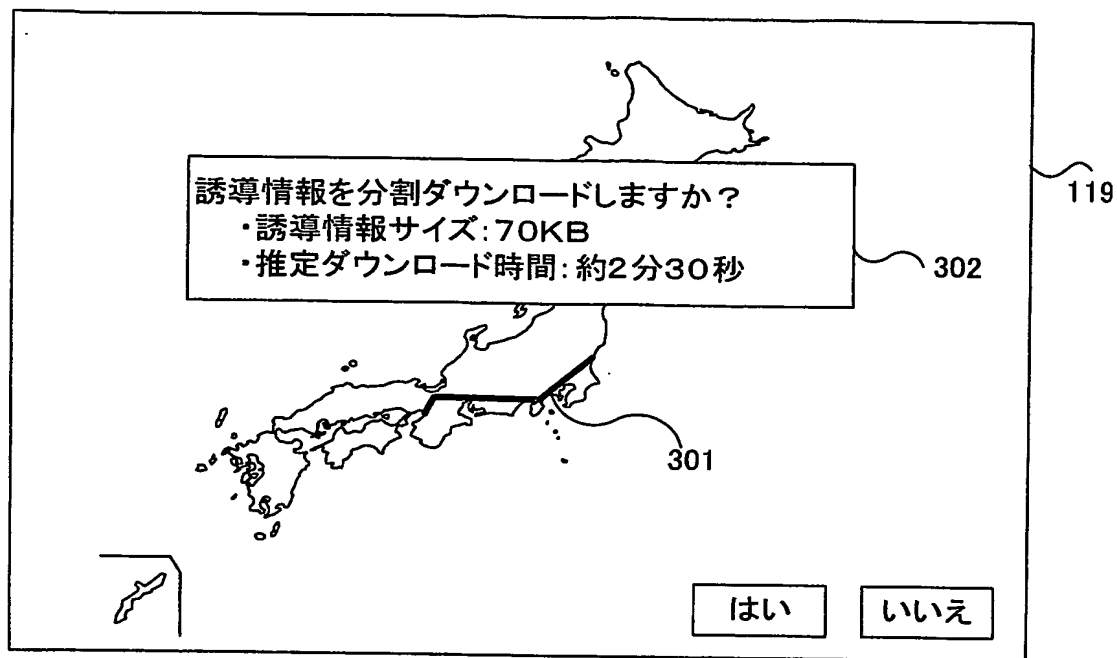 誘導情報を分割ダウンロードしますか?
・誘導情報サイズ:70KB
・推定ダウンロード時間:約2分30秒
119
302
301
はい
いいえ